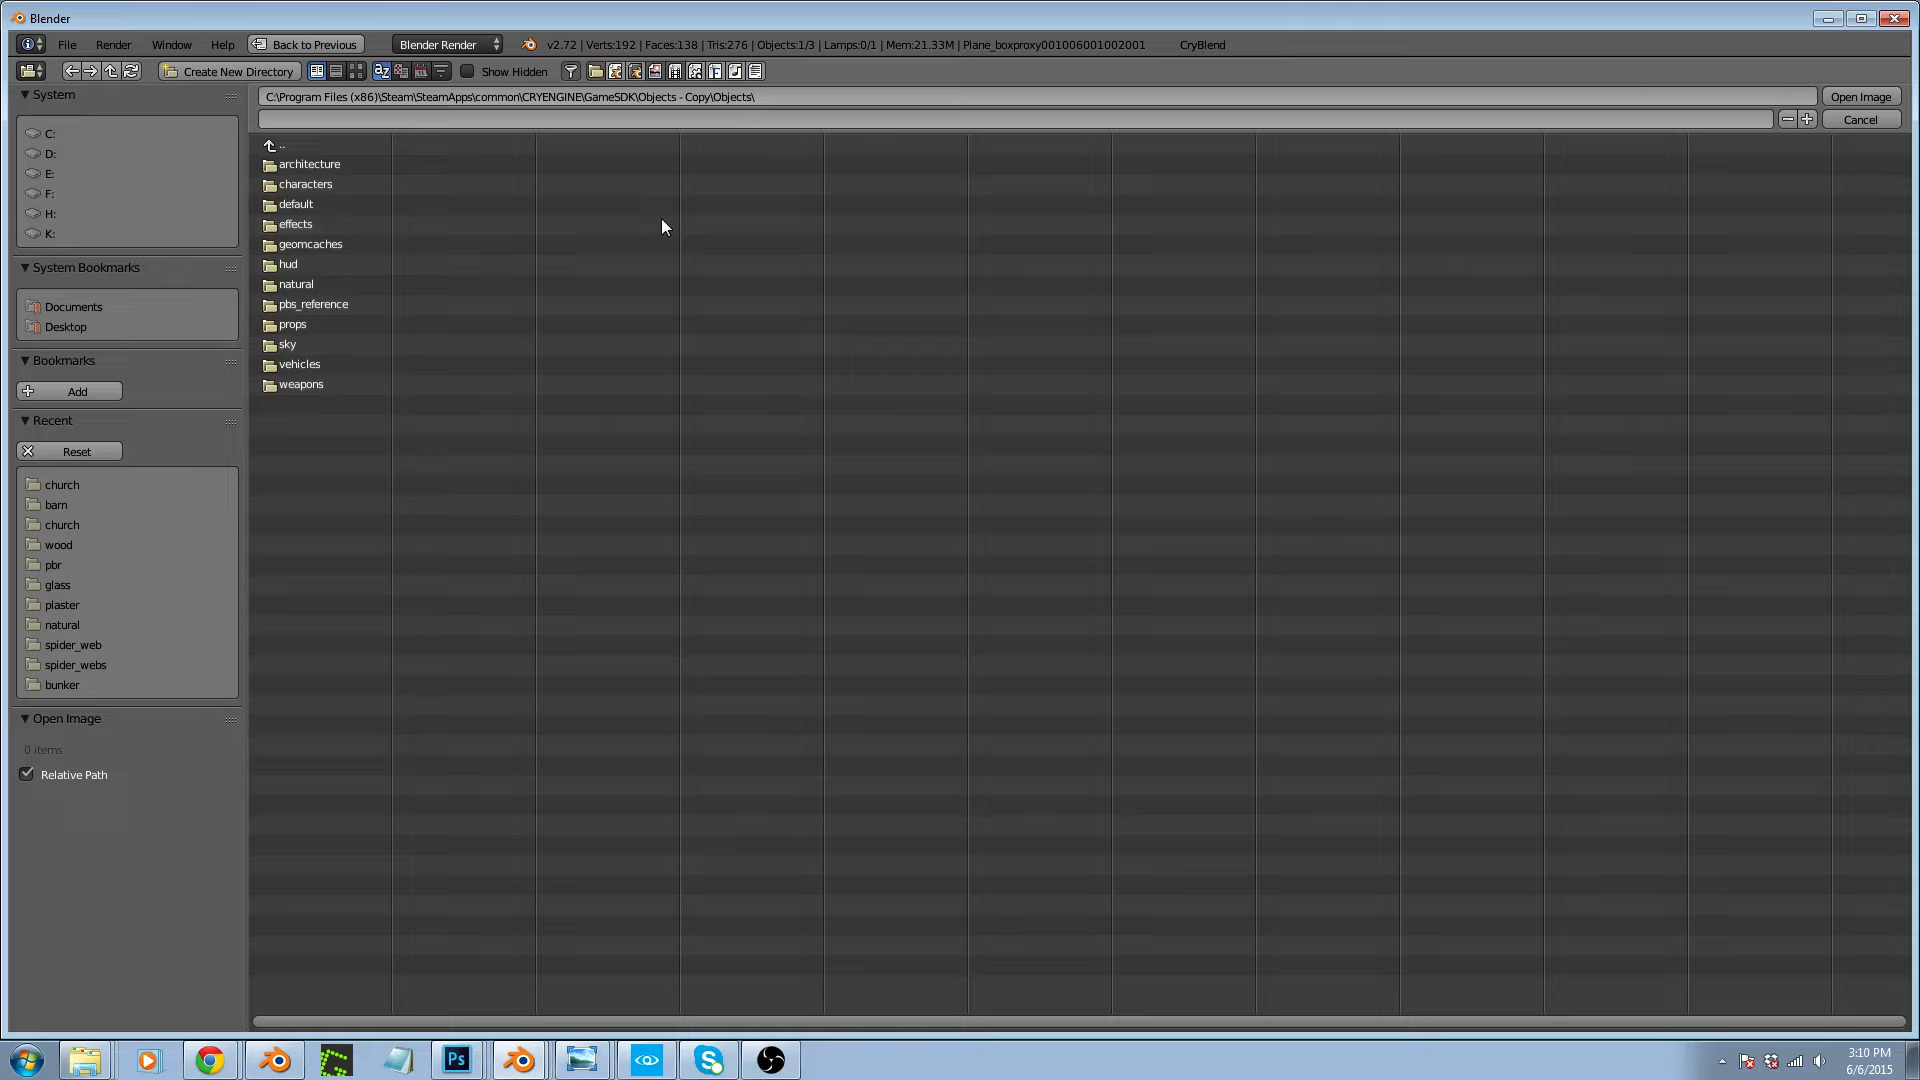 Blender
File Render Window Help Back to Previous Blender Render v2.72 | Verts:192 | Faces:138 | Tris:276 | Objects:1/3 | Lamps:0/1 | Mem:21.33M | Plane_boxproxy001006001002001 CryBlend
Create New Directory Show Hidden
System
C:\Program Files (x86)\Steam\SteamApps\common\CRYENGINE\GameSDK\Objects - Copy\Objects\ Open Image
Cancel
C:
D:
E:
F:
H:
K:
System Bookmarks
Documents
Desktop
Bookmarks
Add
Recent
Reset
church
barn
church
wood
pbr
glass
plaster
natural
spider_web
spider_webs
bunker
Open Image
0 items
Relative Path
..
architecture
characters
default
effects
geomcaches
hud
natural
pbs_reference
props
sky
vehicles
weapons
Ps
3:10 PM
6/6/2015